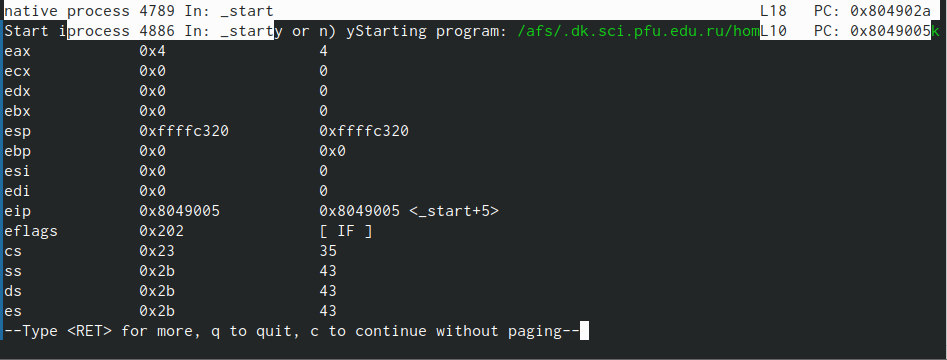 native process 4789 In: _start L18 PC: 0x804902a
Start iprocess 4886 In: _starty or n) yStarting program: /afs/.dk.sci.pfu.edu.ru/homL10 PC: 0x8049005k
eax 0x4 4
ecx 0x0 0
edx 0x0 0
ebx 0x0 0
esp 0xffffc320 0xffffc320
ebp 0x0 0x0
esi 0x0 0
edi 0x0 0
eip 0x8049005 0x8049005 <_start+5>
eflags 0x202 [ IF ]
cs 0x23 35
ss 0x2b 43
ds 0x2b 43
es 0x2b 43
--Type <RET> for more, q to quit, c to continue without paging--